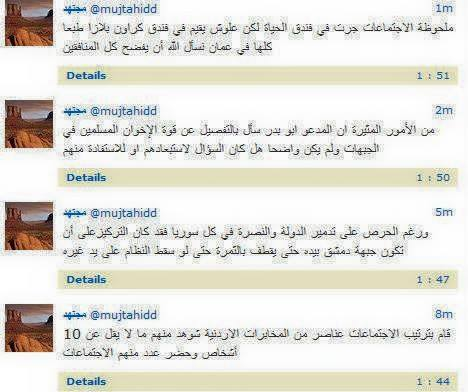 مجتهد @mujtahidd 1m
ملحوظة الاجتماعات جرت في فندق الحياة لكن علوش يقيم في فندق كراون بلازا طبعا
كلها في عمان نسأل الله أن يفضح كل المنافقين
Details 1 : 51
مجتهد @mujtahidd 2m
من الأمور المثيرة ان المدعو ابو بدر سأل بالتفصيل عن قوة الإخوان المسلمين في
الجبهات ولم يكن واضحا هل كان السؤال لاستبعادهم او للاستفادة منهم
Details 1 : 50
مجتهد @mujtahidd 5m
ورغم الحرص على تدمير الدولة والنصرة في كل سوريا فقد كان التركيزعلى أن
تكون جبهة دمشق بيده حتى يقطف بالثمرة حتى لو سقط النظام على يد غيره
Details 1 : 47
مجتهد @mujtahidd 8m
قام بترتيب الاجتماعات عناصر من المخابرات الاردنية شوهد منهم ما لا يقل عن 10
أشخاص وحضر عدد منهم الاجتماعات
Details 1 : 44